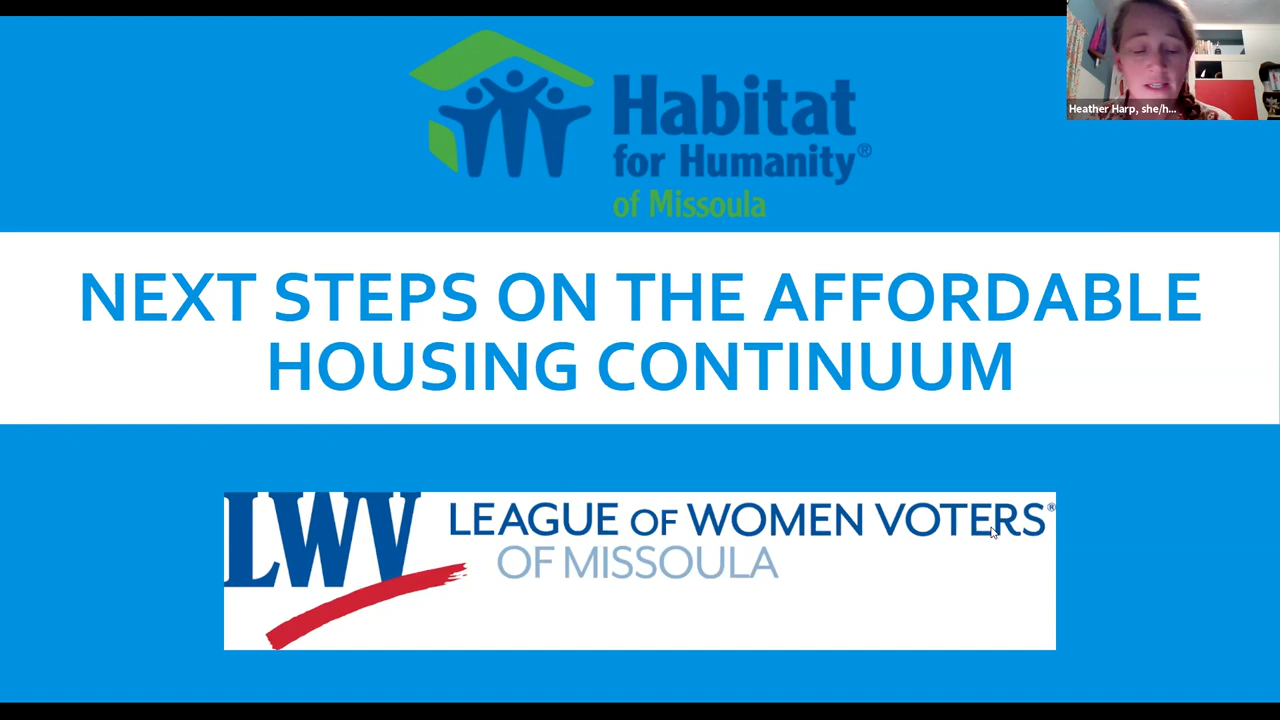 Habitat
for Humanity®
of Missoula
Heather Harp, she/h...
NEXT STEPS ON THE AFFORDABLE
HOUSING CONTINUUM
LWV
LEAGUE OF WOMEN VOTERS®
OF MISSOULA